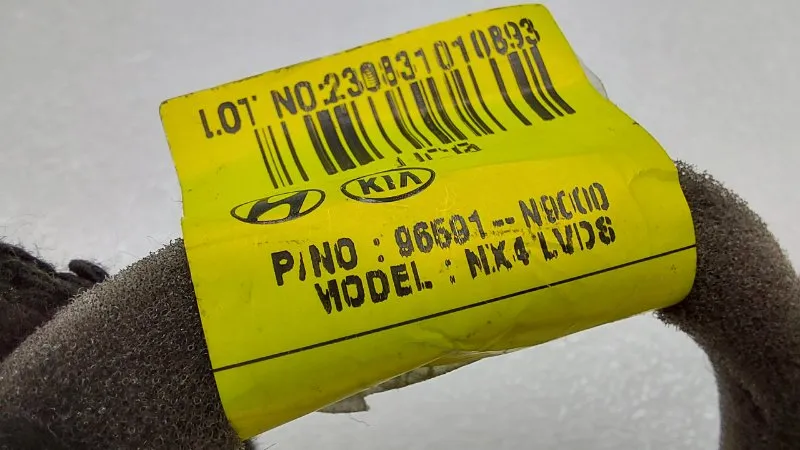 LOT NO:230831010893
KIA
P/NO : 96591-N9000
MODEL : NX4 LVDS